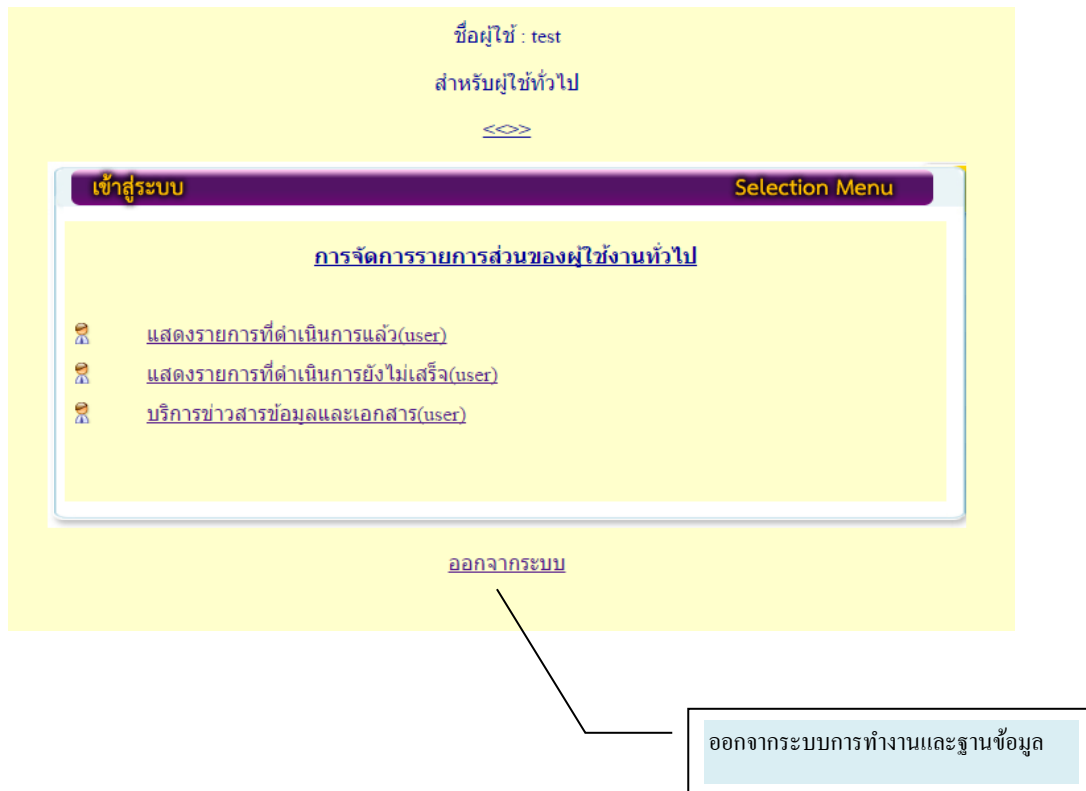 ชื่อผู้ใช้ : test
สำหรับผู้ใช้ทั่วไป
<<>>
เข้าสู่ระบบ Selection Menu
การจัดการรายการส่วนของผู้ใช้งานทั่วไป
แสดงรายการที่ดำเนินการแล้ว(user)
แสดงรายการที่ดำเนินการยังไม่เสร็จ(user)
บริการข่าวสารข้อมูลและเอกสาร(user)
ออกจากระบบ
ออกจากระบบการทำงานและฐานข้อมูล